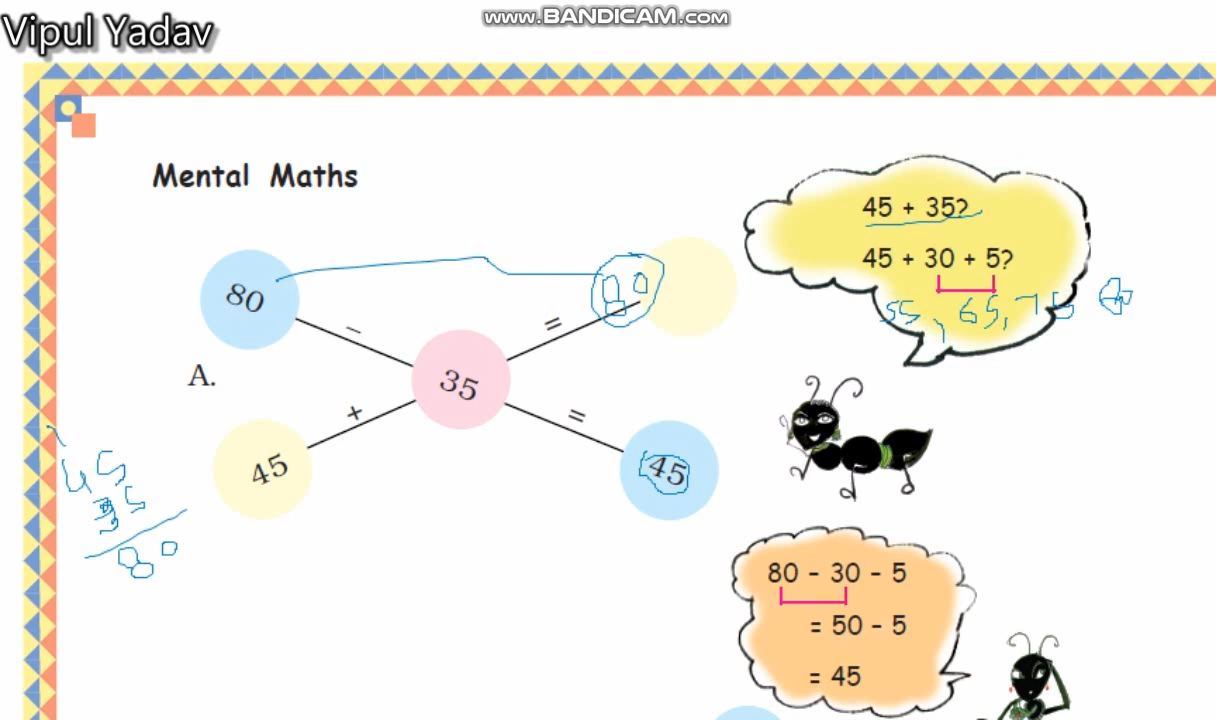 www.BANDICAM.com
Vipul Yadav
Mental Maths
45 + 35?
45 + 30 + 5?
55, 65, 75
80
80
−
=
A.
35
+
=
45
45
45
35
80
80 - 30 - 5
= 50 - 5
= 45